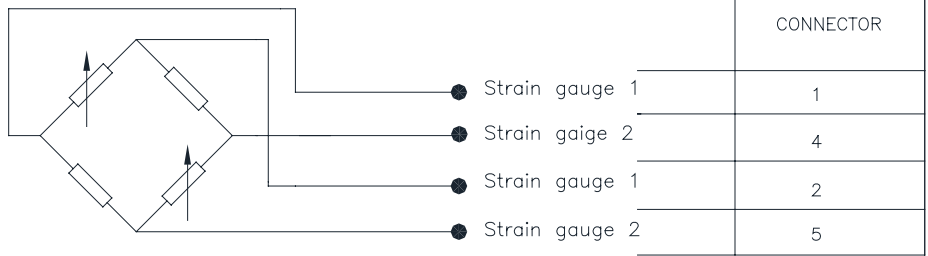 CONNECTOR
Strain gauge 1 1
Strain gaige 2 4
Strain gauge 1 2
Strain gauge 2 5